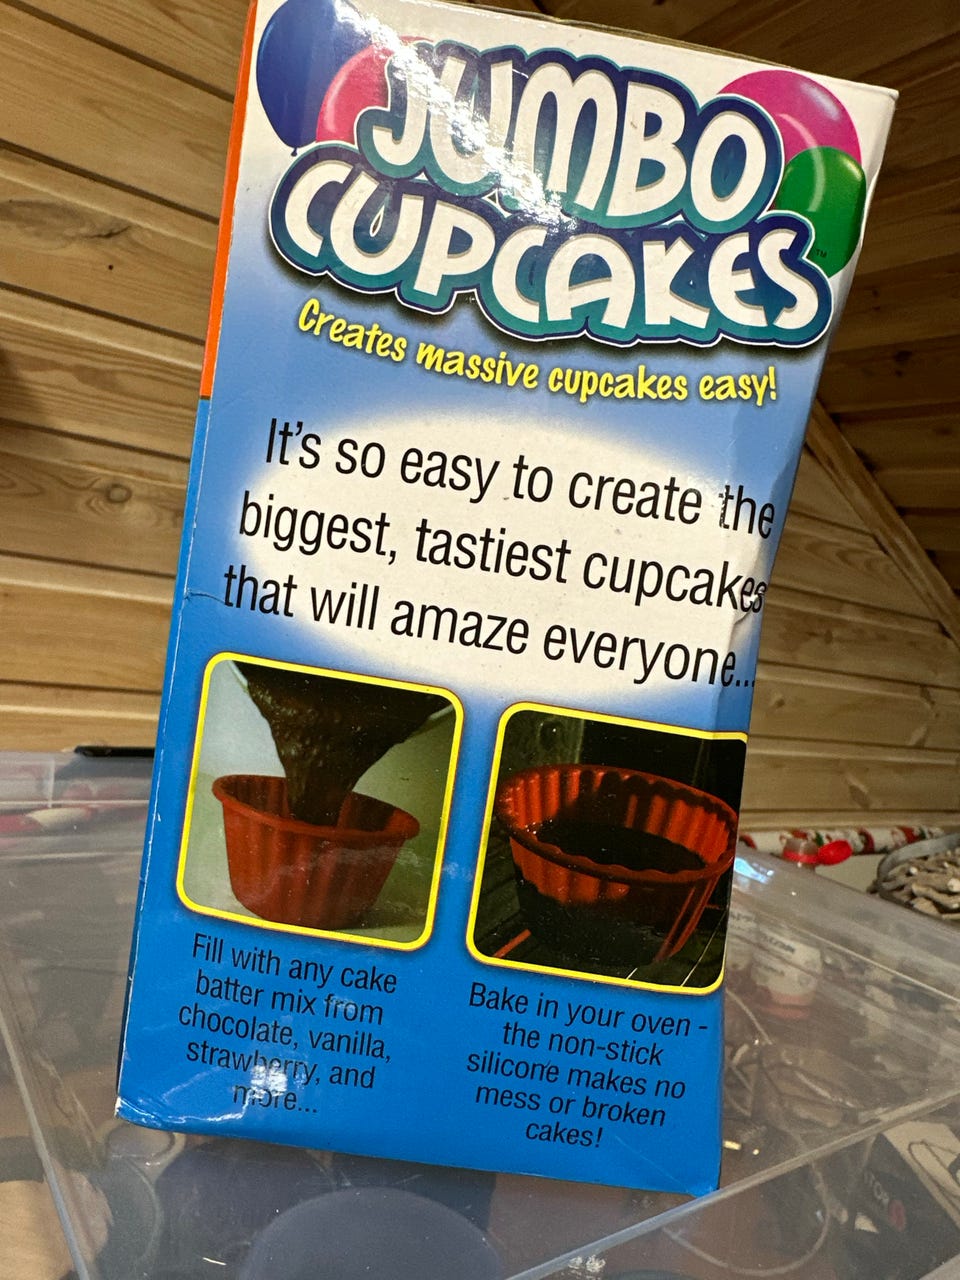 JUMBO
CUPCAKES™
Creates massive cupcakes easy!
It's so easy to create the
biggest, tastiest cupcakes
that will amaze everyone...
Fill with any cake
batter mix from
chocolate, vanilla,
strawberry, and
more...
Bake in your oven -
the non-stick
silicone makes no
mess or broken
cakes!